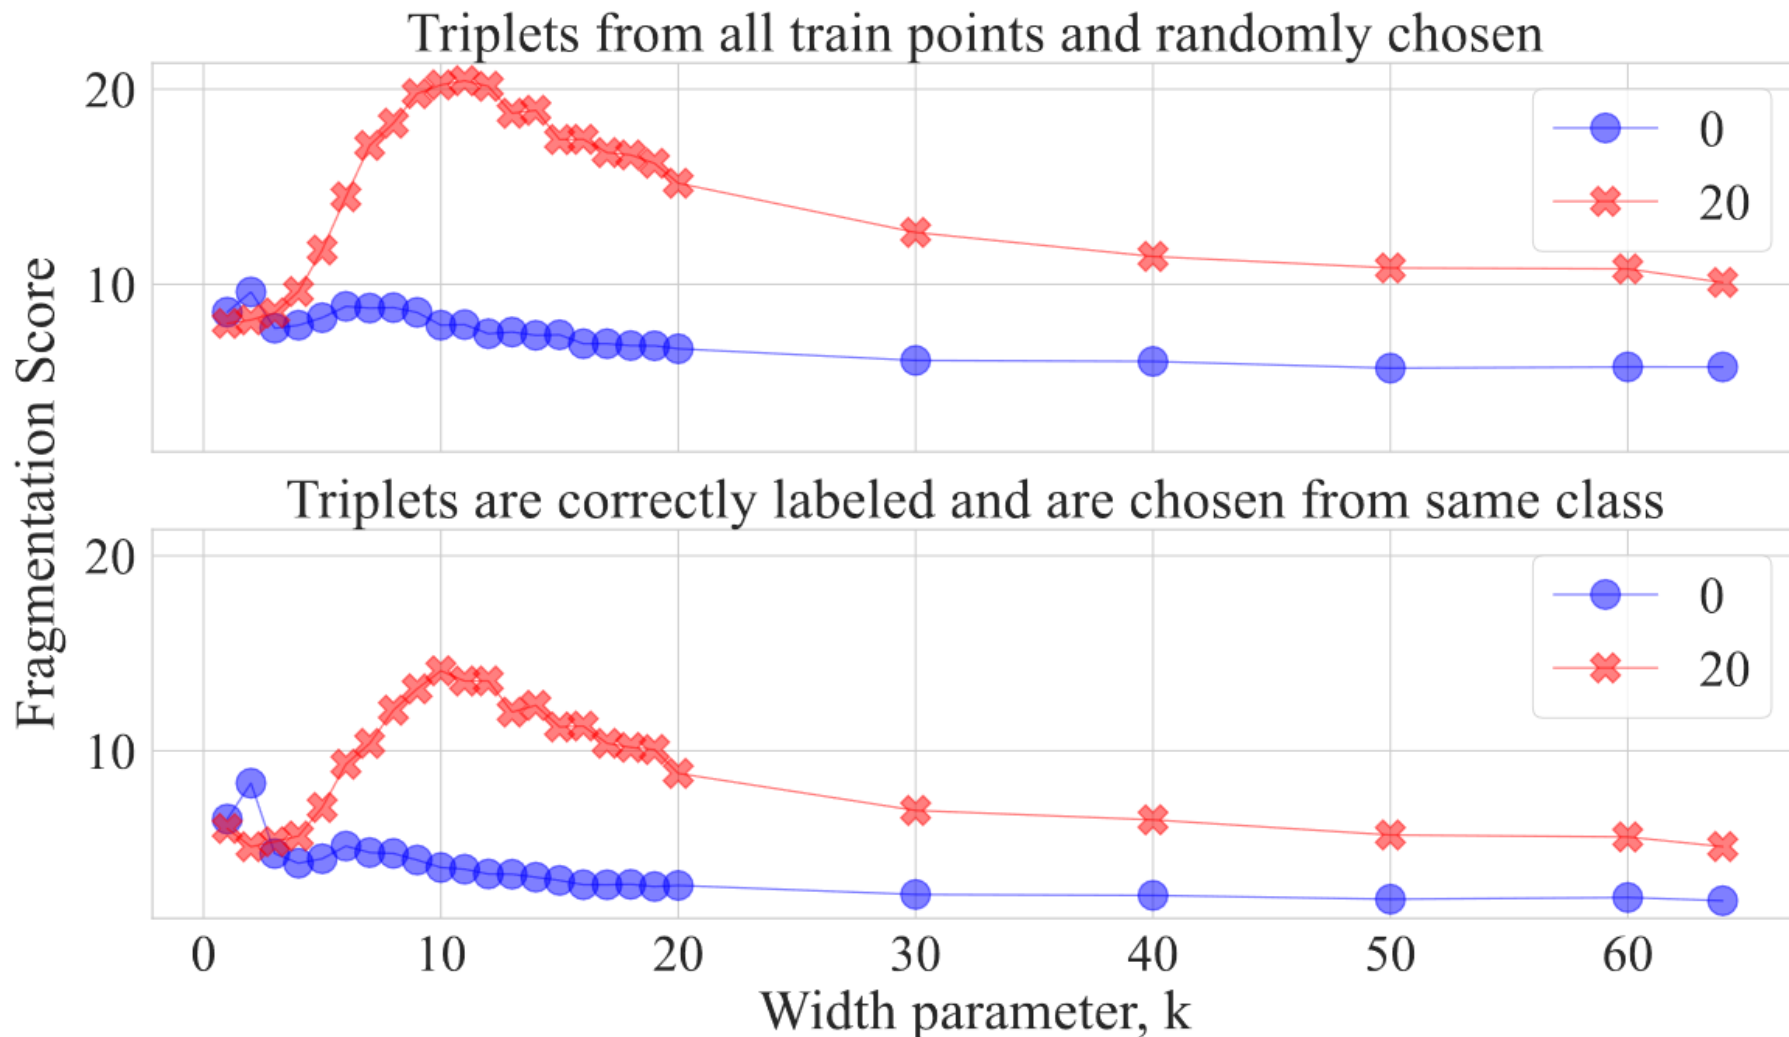 Triplets from all train points and randomly chosen
20
10
0
20
Fragmentation Score
Triplets are correctly labeled and are chosen from same class
20
10
0
20
0 10 20 30 40 50 60
Width parameter, k